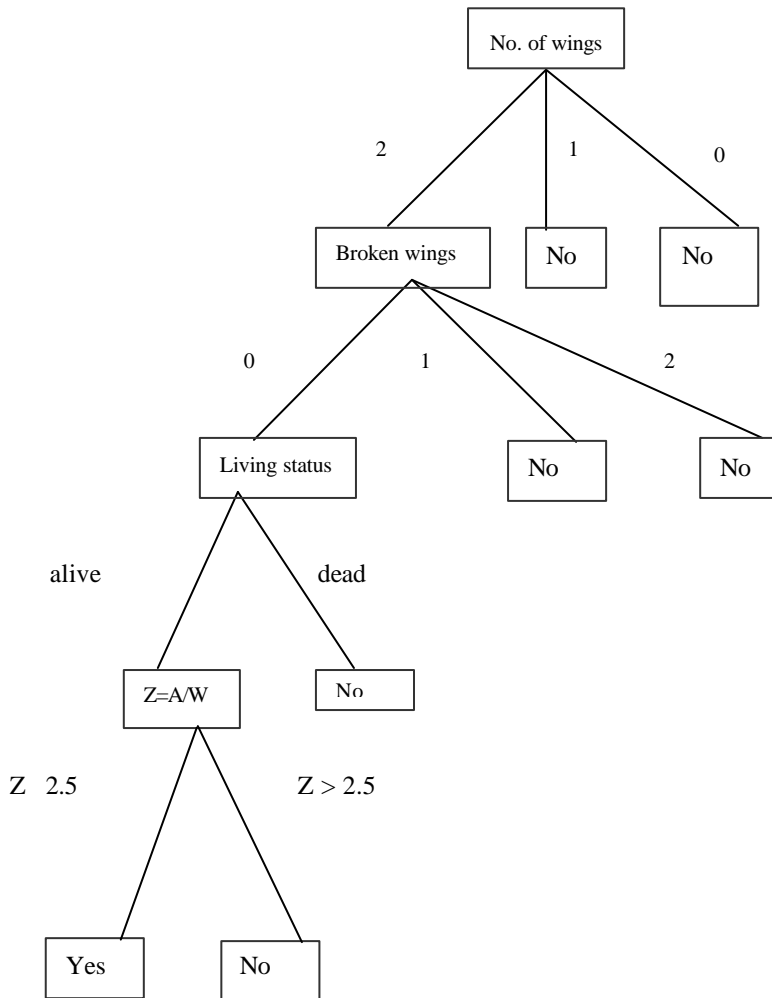 No. of wings
2
1
0
Broken wings
No
No
0
1
2
Living status
No
No
alive
dead
Z=A/W
No
Z 2.5
Z > 2.5
Yes
No